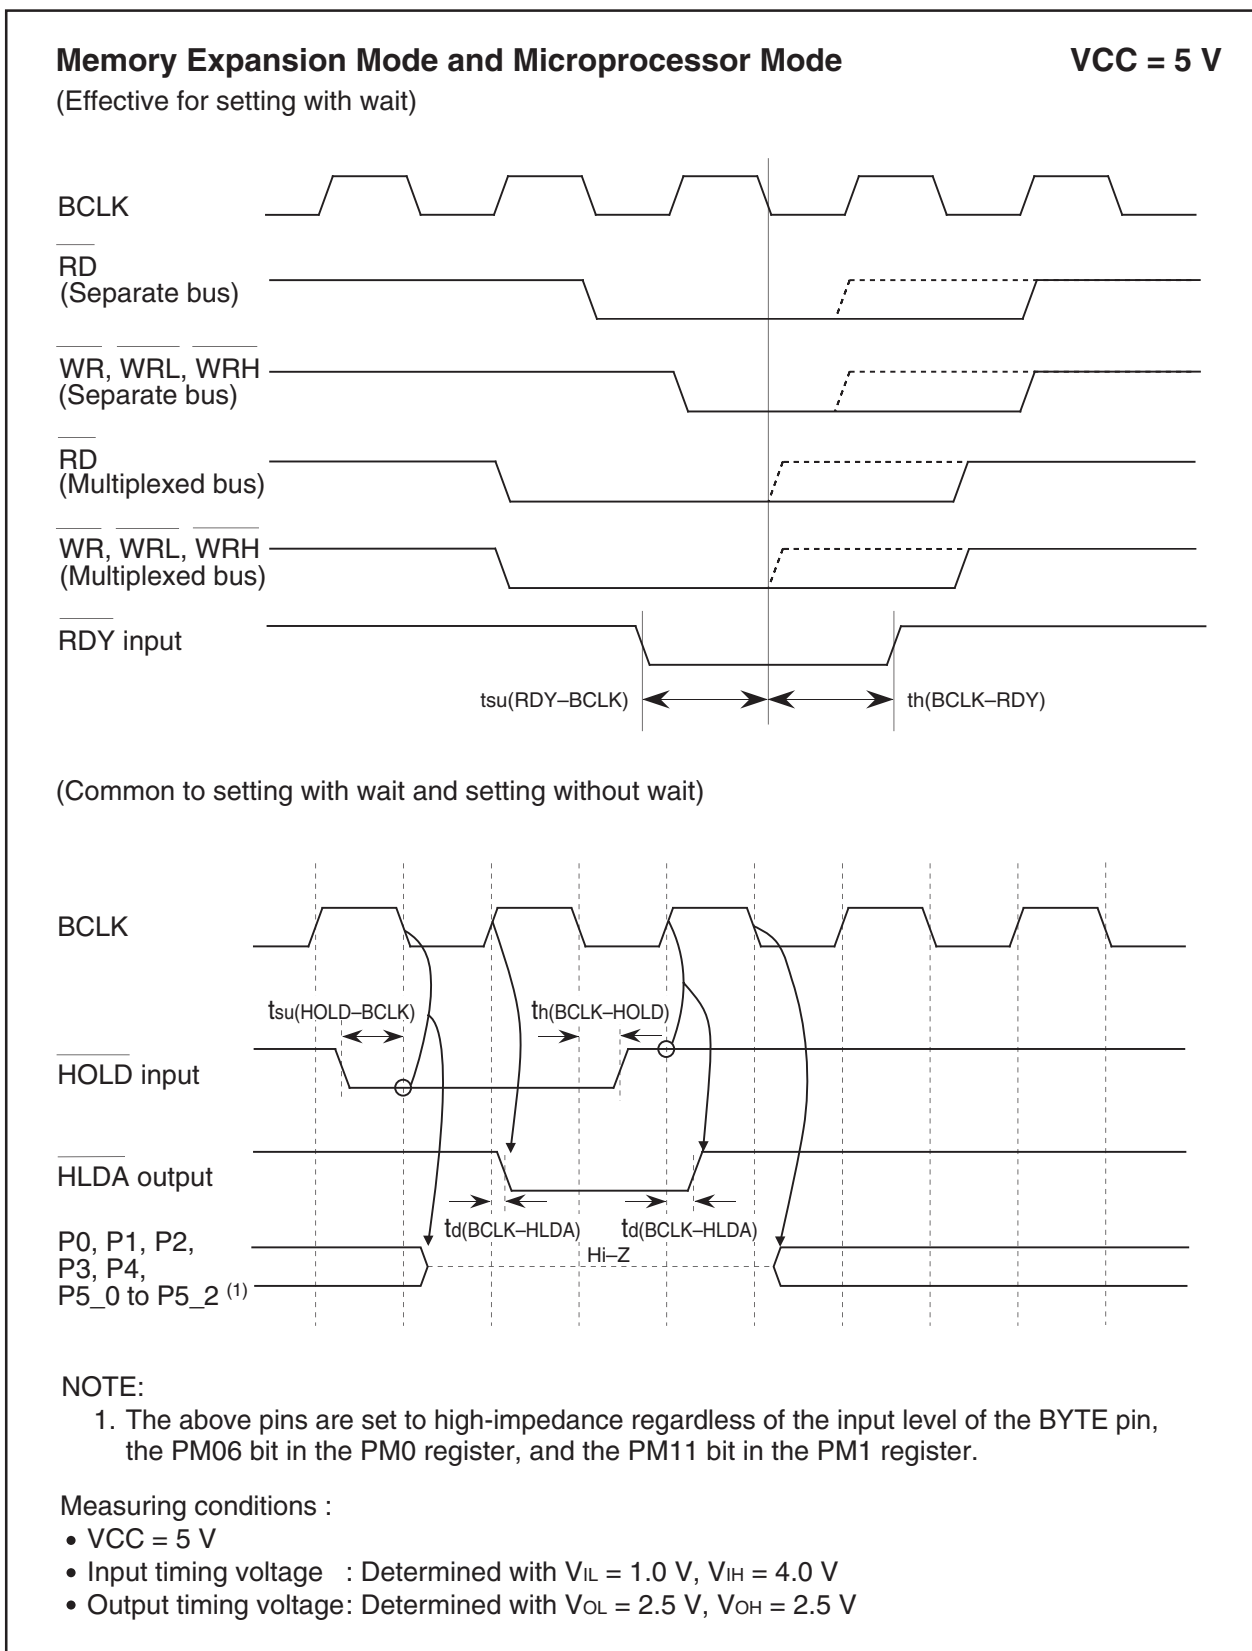 Memory Expansion Mode and Microprocessor Mode VCC = 5 V
(Effective for setting with wait)
BCLK
RD
(Separate bus)
WR, WRL, WRH
(Separate bus)
RD
(Multiplexed bus)
WR, WRL, WRH
(Multiplexed bus)
RDY input
tsu(RDY–BCLK) th(BCLK–RDY)
(Common to setting with wait and setting without wait)
BCLK
tsu(HOLD–BCLK) th(BCLK–HOLD)
HOLD input
HLDA output
td(BCLK–HLDA) td(BCLK–HLDA)
P0, P1, P2,
P3, P4,
P5_0 to P5_2 (1)
Hi–Z
NOTE:
1. The above pins are set to high-impedance regardless of the input level of the BYTE pin,
the PM06 bit in the PM0 register, and the PM11 bit in the PM1 register.
Measuring conditions :
• VCC = 5 V
• Input timing voltage : Determined with VIL = 1.0 V, VIH = 4.0 V
• Output timing voltage: Determined with VOL = 2.5 V, VOH = 2.5 V